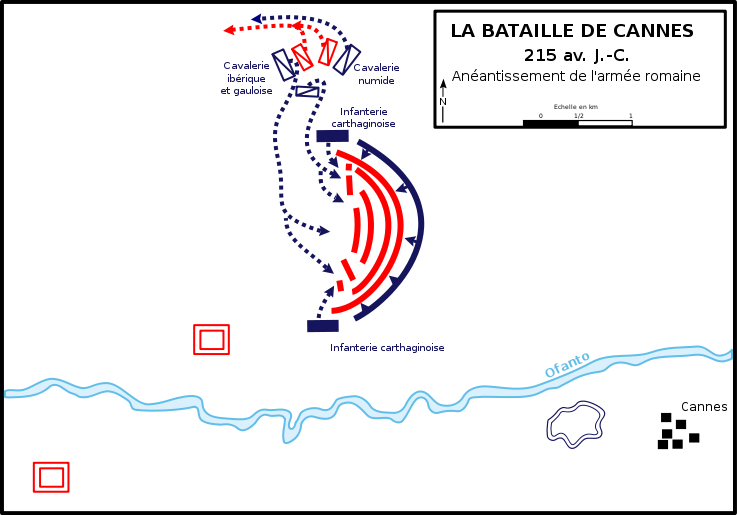 LA BATAILLE DE CANNES
215 av. J.-C.
Anéantissement de l'armée romaine
N
Echelle en km
0 1/2 1
Cavalerie
ibérique
et gauloise
Cavalerie
numide
Infanterie
carthaginoise
Infanterie carthaginoise
Ofanto
Cannes